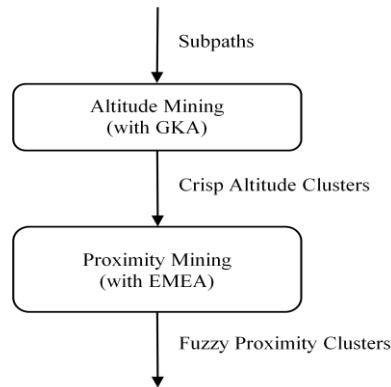 Subpaths
Altitude Mining
(with GKA)
Crisp Altitude Clusters
Proximity Mining
(with EMEA)
Fuzzy Proximity Clusters